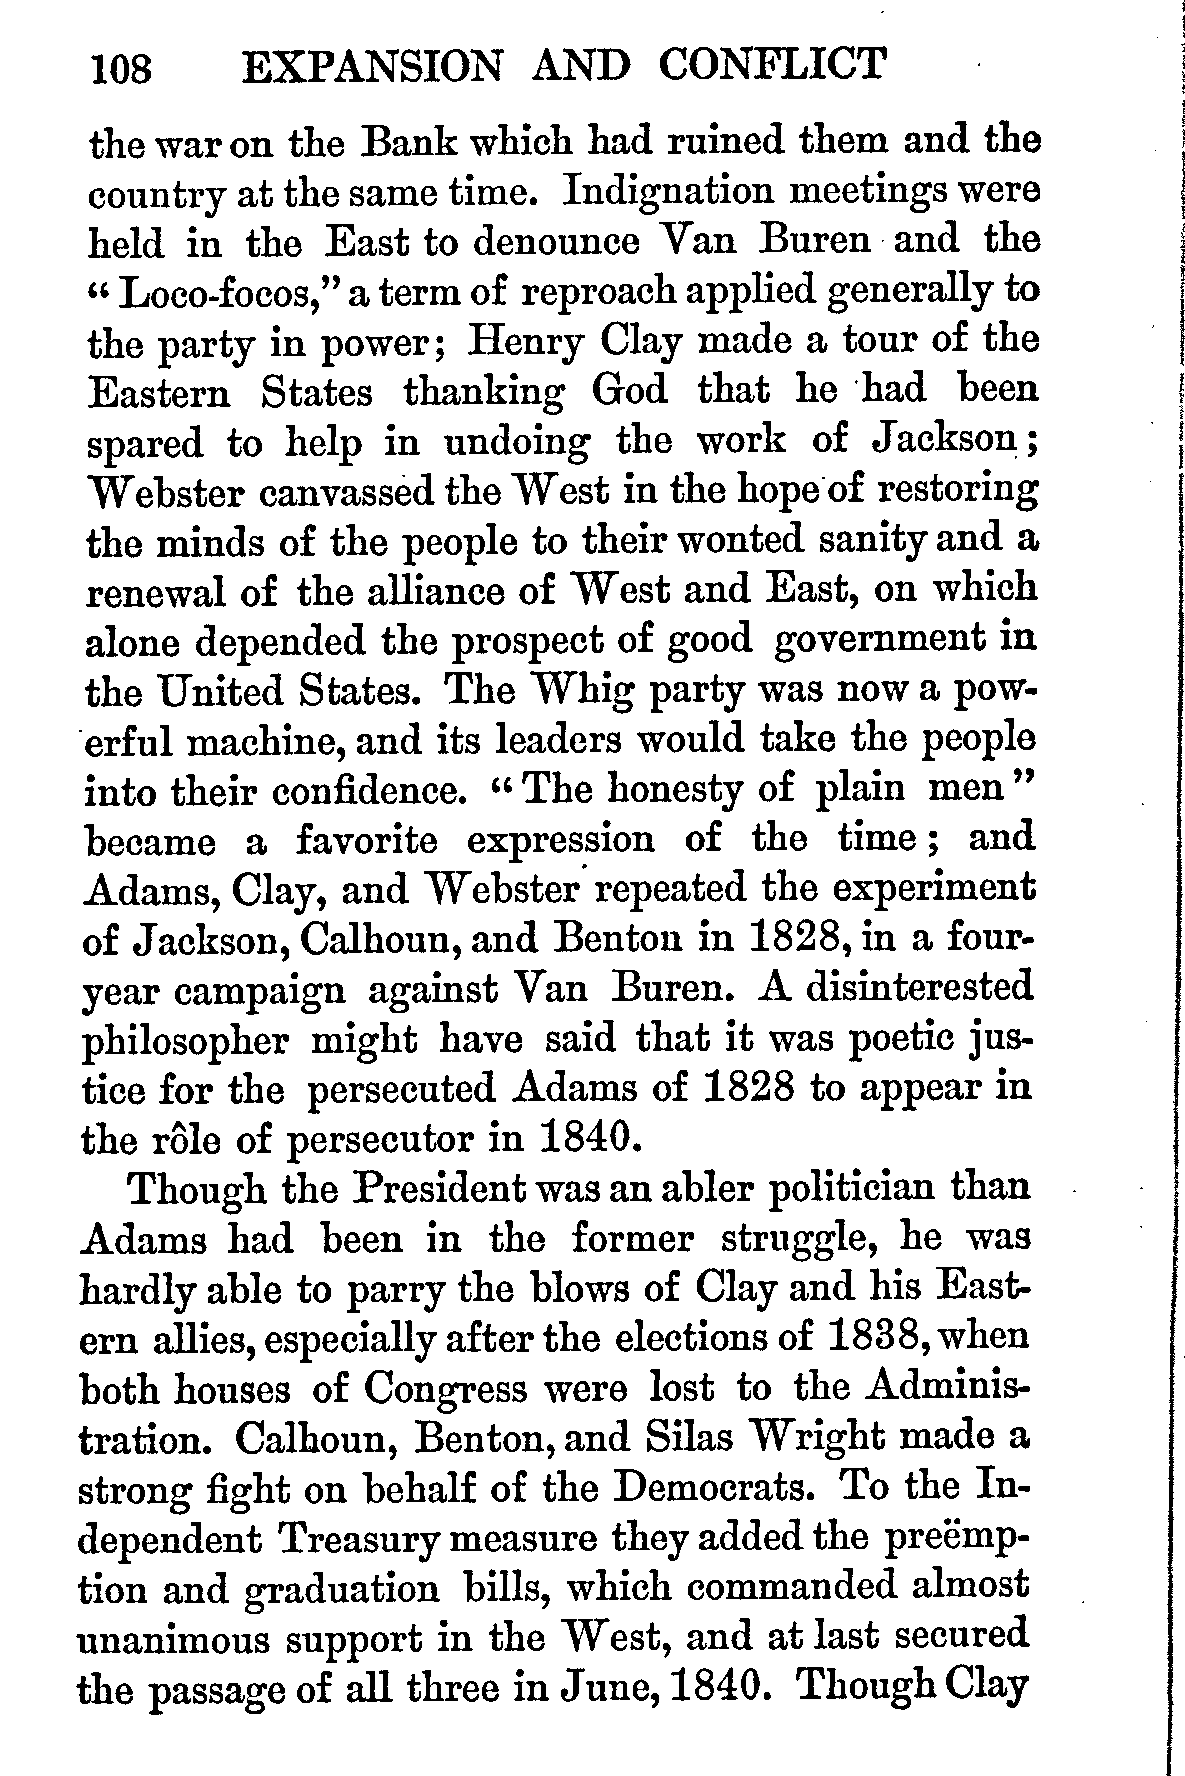 108 EXPANSION AND CONFLICT
the war on the Bank which had ruined them and the
country at the same time. Indignation meetings were
held in the East to denounce Van Buren and the
“Loco-focos,” a term of reproach applied generally to
the party in power; Henry Clay made a tour of the
Eastern States thanking God that he had been
spared to help in undoing the work of Jackson;
Webster canvassed the West in the hope of restoring
the minds of the people to their wonted sanity and a
renewal of the alliance of West and East, on which
alone depended the prospect of good government in
the United States. The Whig party was now a pow-
erful machine, and its leaders would take the people
into their confidence. “The honesty of plain men”
became a favorite expression of the time; and
Adams, Clay, and Webster repeated the experiment
of Jackson, Calhoun, and Benton in 1828, in a four-
year campaign against Van Buren. A disinterested
philosopher might have said that it was poetic jus-
tice for the persecuted Adams of 1828 to appear in
the rôle of persecutor in 1840.
Though the President was an abler politician than
Adams had been in the former struggle, he was
hardly able to parry the blows of Clay and his East-
ern allies, especially after the elections of 1838, when
both houses of Congress were lost to the Adminis-
tration. Calhoun, Benton, and Silas Wright made a
strong fight on behalf of the Democrats. To the In-
dependent Treasury measure they added the preëmp-
tion and graduation bills, which commanded almost
unanimous support in the West, and at last secured
the passage of all three in June, 1840. Though Clay